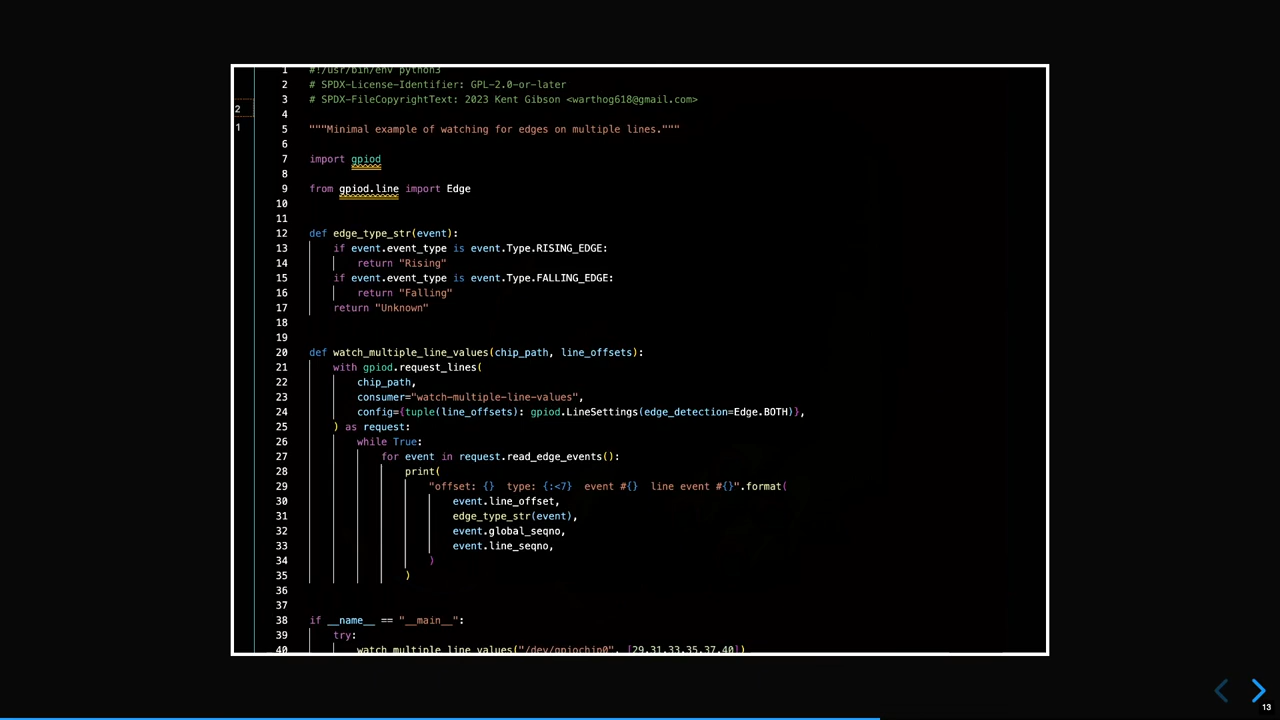 1 #!/usr/bin/env python3
2 # SPDX-License-Identifier: GPL-2.0-or-later
3 # SPDX-FileCopyrightText: 2023 Kent Gibson <warthog618@gmail.com>
2
4
1
5 """Minimal example of watching for edges on multiple lines."""
6
7 import gpiod
8
9 from gpiod.line import Edge
10
11
12 def edge_type_str(event):
13     if event.event_type is event.Type.RISING_EDGE:
14         return "Rising"
15     if event.event_type is event.Type.FALLING_EDGE:
16         return "Falling"
17     return "Unknown"
18
19
20 def watch_multiple_line_values(chip_path, line_offsets):
21     with gpiod.request_lines(
22         chip_path,
23         consumer="watch-multiple-line-values",
24         config={tuple(line_offsets): gpiod.LineSettings(edge_detection=Edge.BOTH)},
25     ) as request:
26         while True:
27             for event in request.read_edge_events():
28                 print(
29                     "offset: {}  type: {:<7}  event #{}  line event #{}".format(
30                         event.line_offset,
31                         edge_type_str(event),
32                         event.global_seqno,
33                         event.line_seqno,
34                     )
35                 )
36
37
38 if __name__ == "__main__":
39     try:
40         watch_multiple_line_values("/dev/gpiochip0", [29,31,33,35,37,40])
13